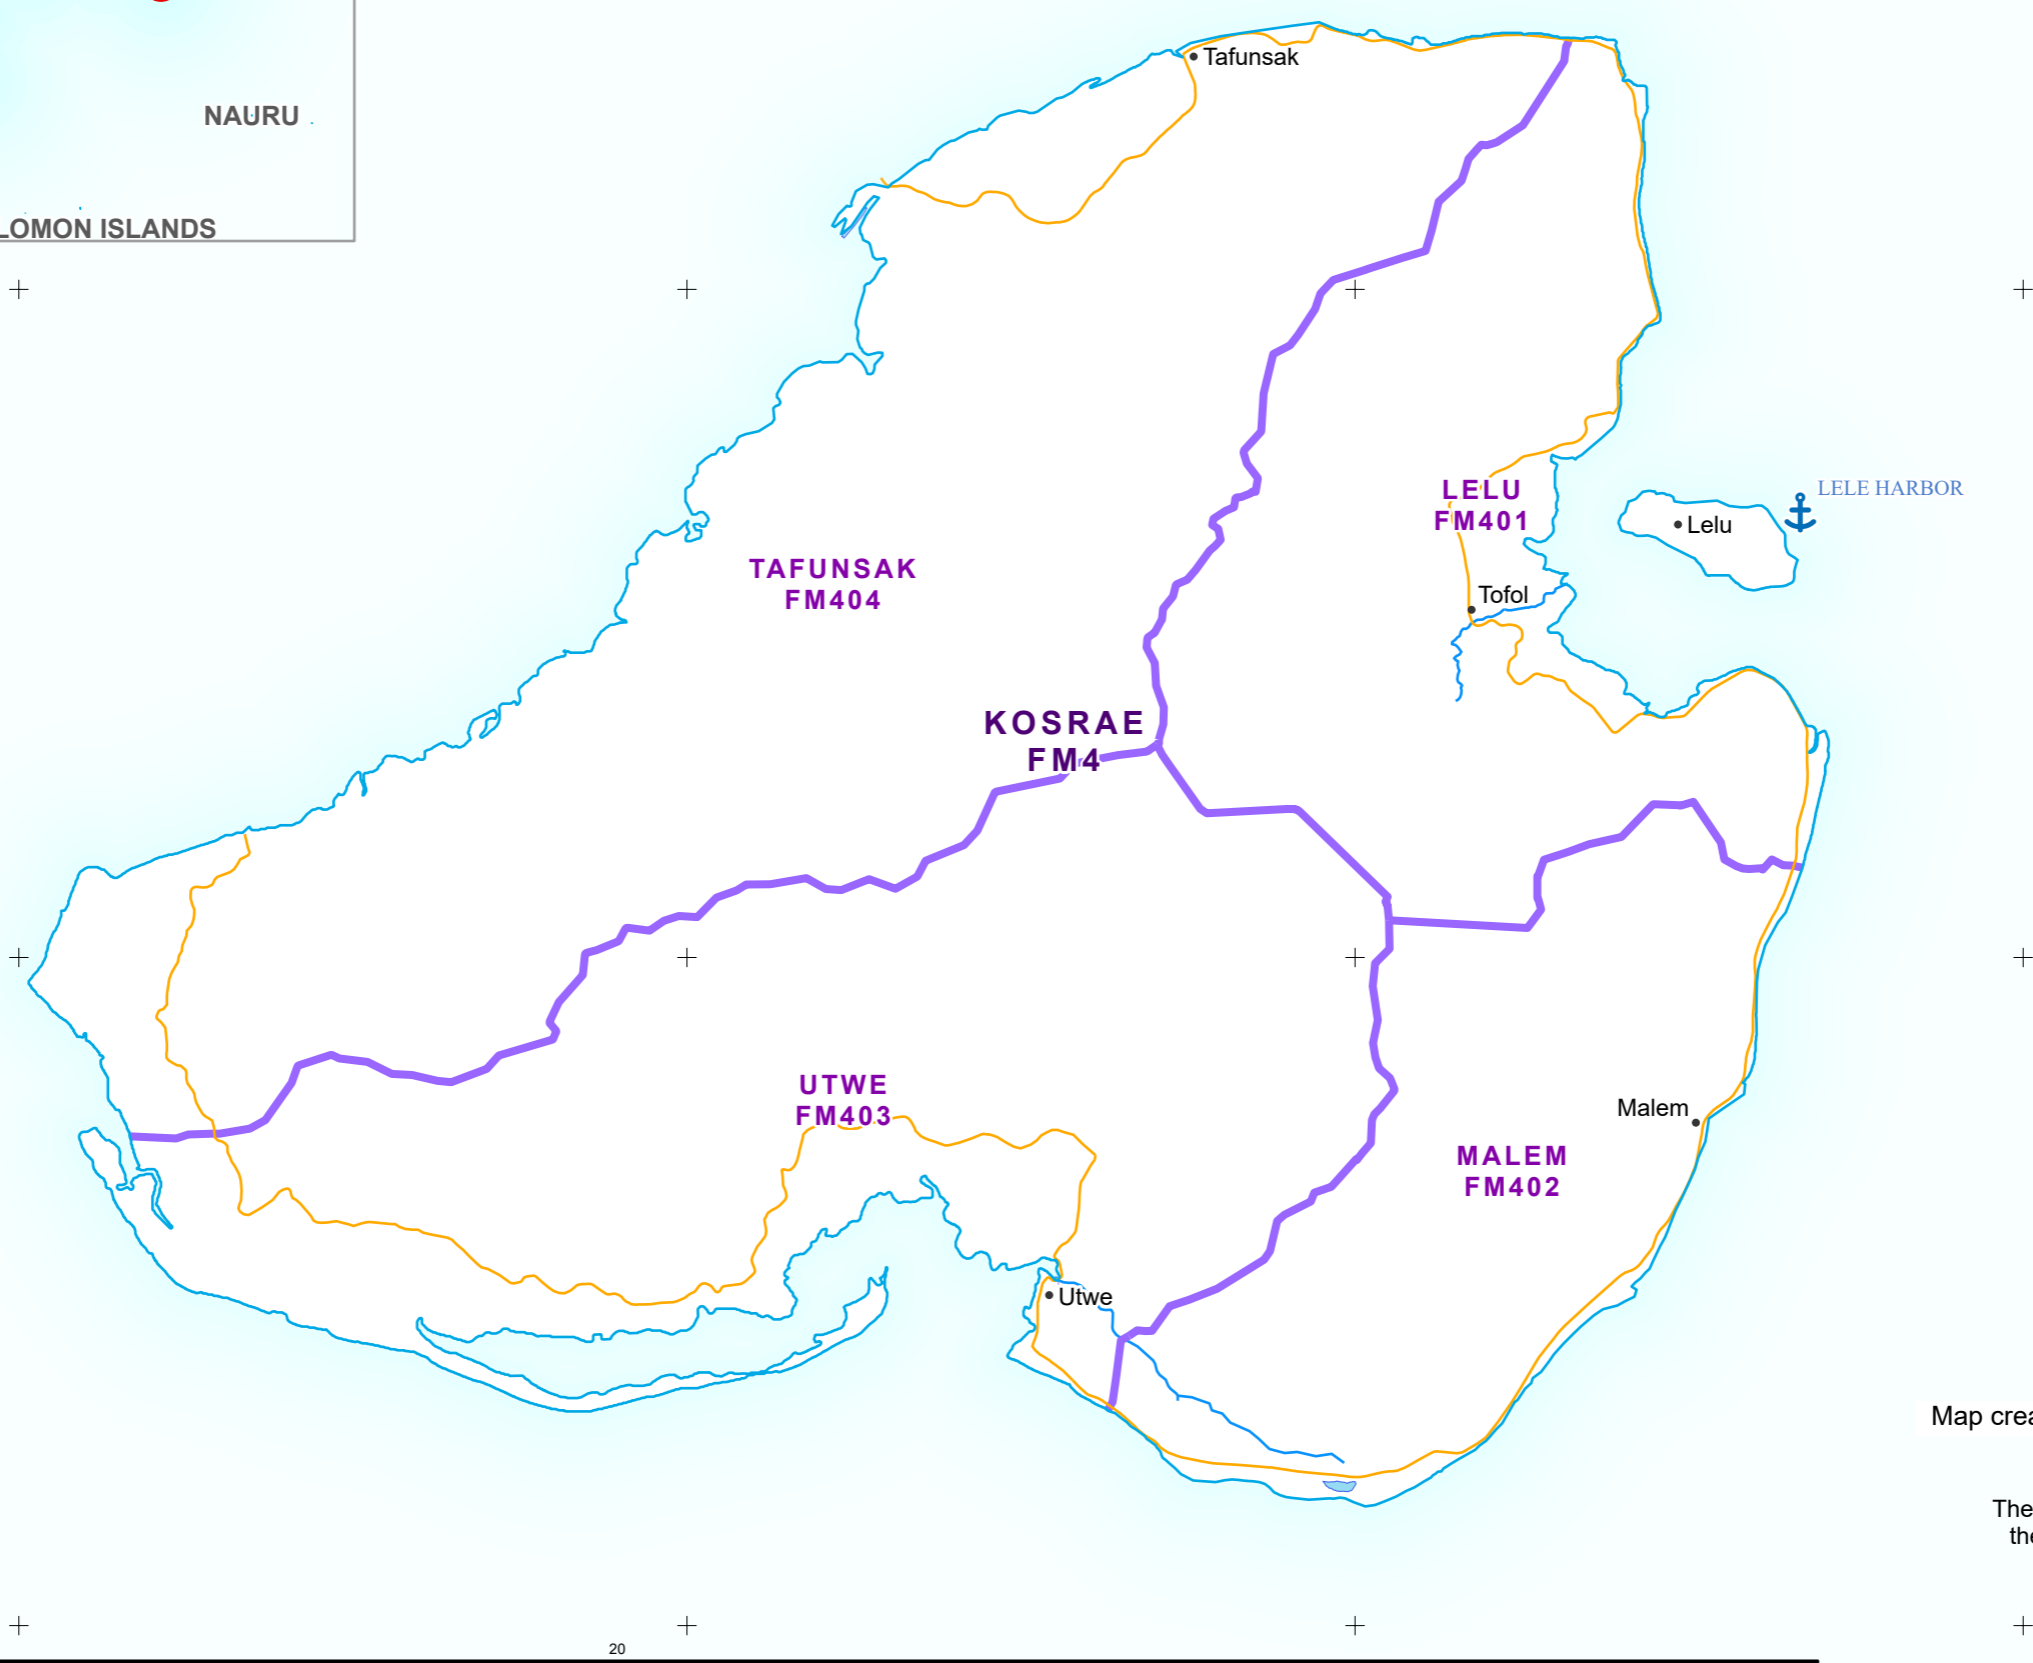 Tafunsak
NAURU
LOMON ISLANDS
LELU
FM401
LELE HARBOR
Lelu
TAFUNSAK
FM404
Tofol
KOSRAE
FM4
UTWE
FM403
Malem
MALEM
FM402
Utwe
Map crea
The
the
20